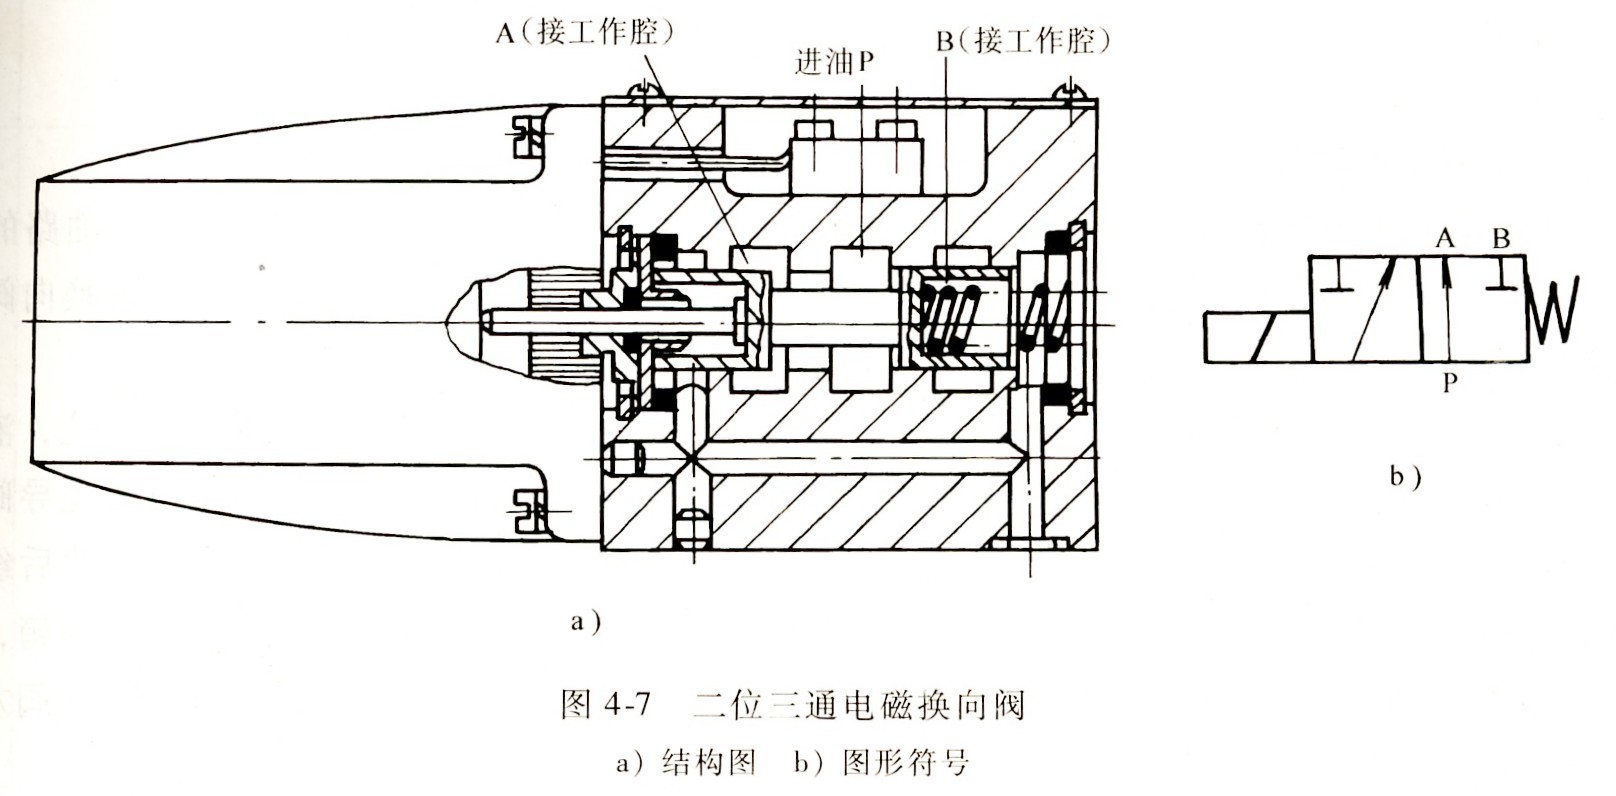 A(接工作腔)
进油P
B(接工作腔)
A B
P
b)
a)
图 4-7 二位三通电磁换向阀
a) 结构图 b) 图形符号